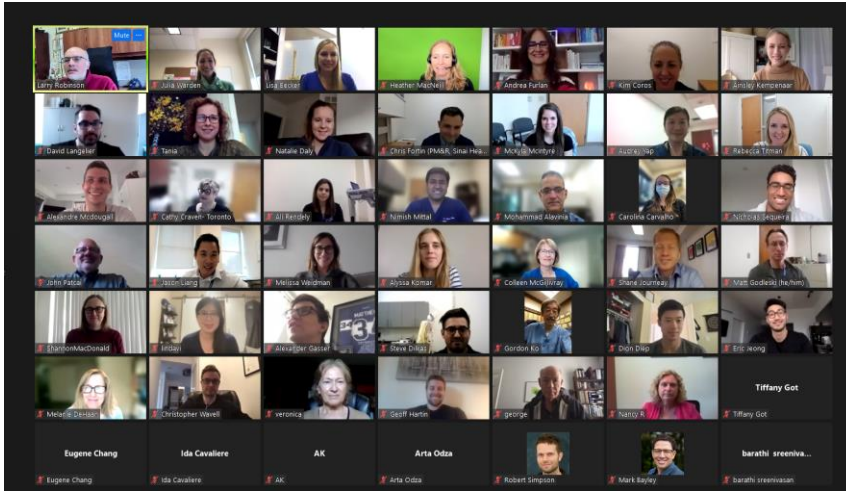 Mute ...
Larry Robinson
Julia Warden
Lisa Becker
Heather MacNeill
Andrea Furlan
Kim Coros
Ainsley Kempenaar
David Langelier
Tania
Natalie Daly
Chris Fortin (PM&R, Sinai Hea...
McKyla McIntyre
Audrey Yap
Rebecca Titman
Alexandre Mcdougall
Cathy Craven- Toronto
Ali Rendely
Nimish Mittal
Mohammad Alavinia
Carolina Carvalho
Nicholas Sequeira
John Patcai
Jason Liang
Melissa Weidman
Alyssa Komar
Colleen McGillivray
Shane Journeay
Matt Godleski (he/him)
MATTHE
34
ShannonMacDonald
lindayi
Alexander Gasser
Steve Dilkas
Gordon Ko
Dion Diep
Eric Jeong
Tiffany Got
Melanie DeHaan
Christopher Wavell
veronica
Geoff Hartin
george
Nancy R
Tiffany Got
Eugene Chang
Ida Cavaliere
AK
Arta Odza
barathi sreeniva...
Eugene Chang
Ida Cavaliere
AK
Arta Odza
Robert Simpson
Mark Bayley
barathi sreenivasan